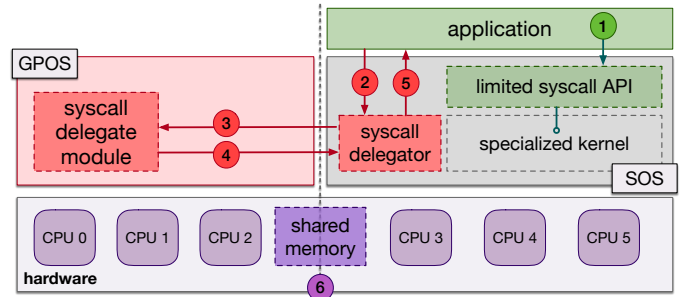 1
application
GPOS
2
5
limited syscall API
syscall
delegate
module
3
4
syscall
delegator
specialized kernel
SOS
CPU 0
CPU 1
CPU 2
shared
memory
CPU 3
CPU 4
CPU 5
hardware
6